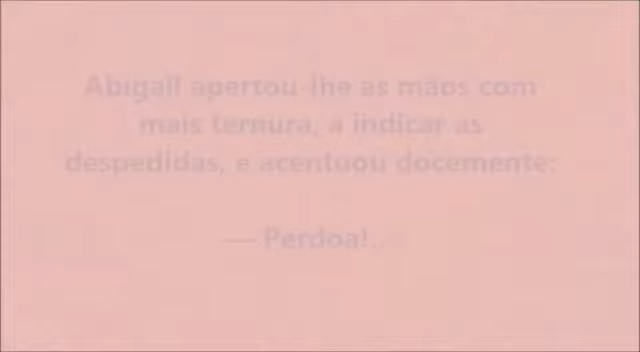 Abigail apertou-lhe as mãos com
mais ternura, a indicar as
despedidas, e acentuou docemente:
— Perdoa!...